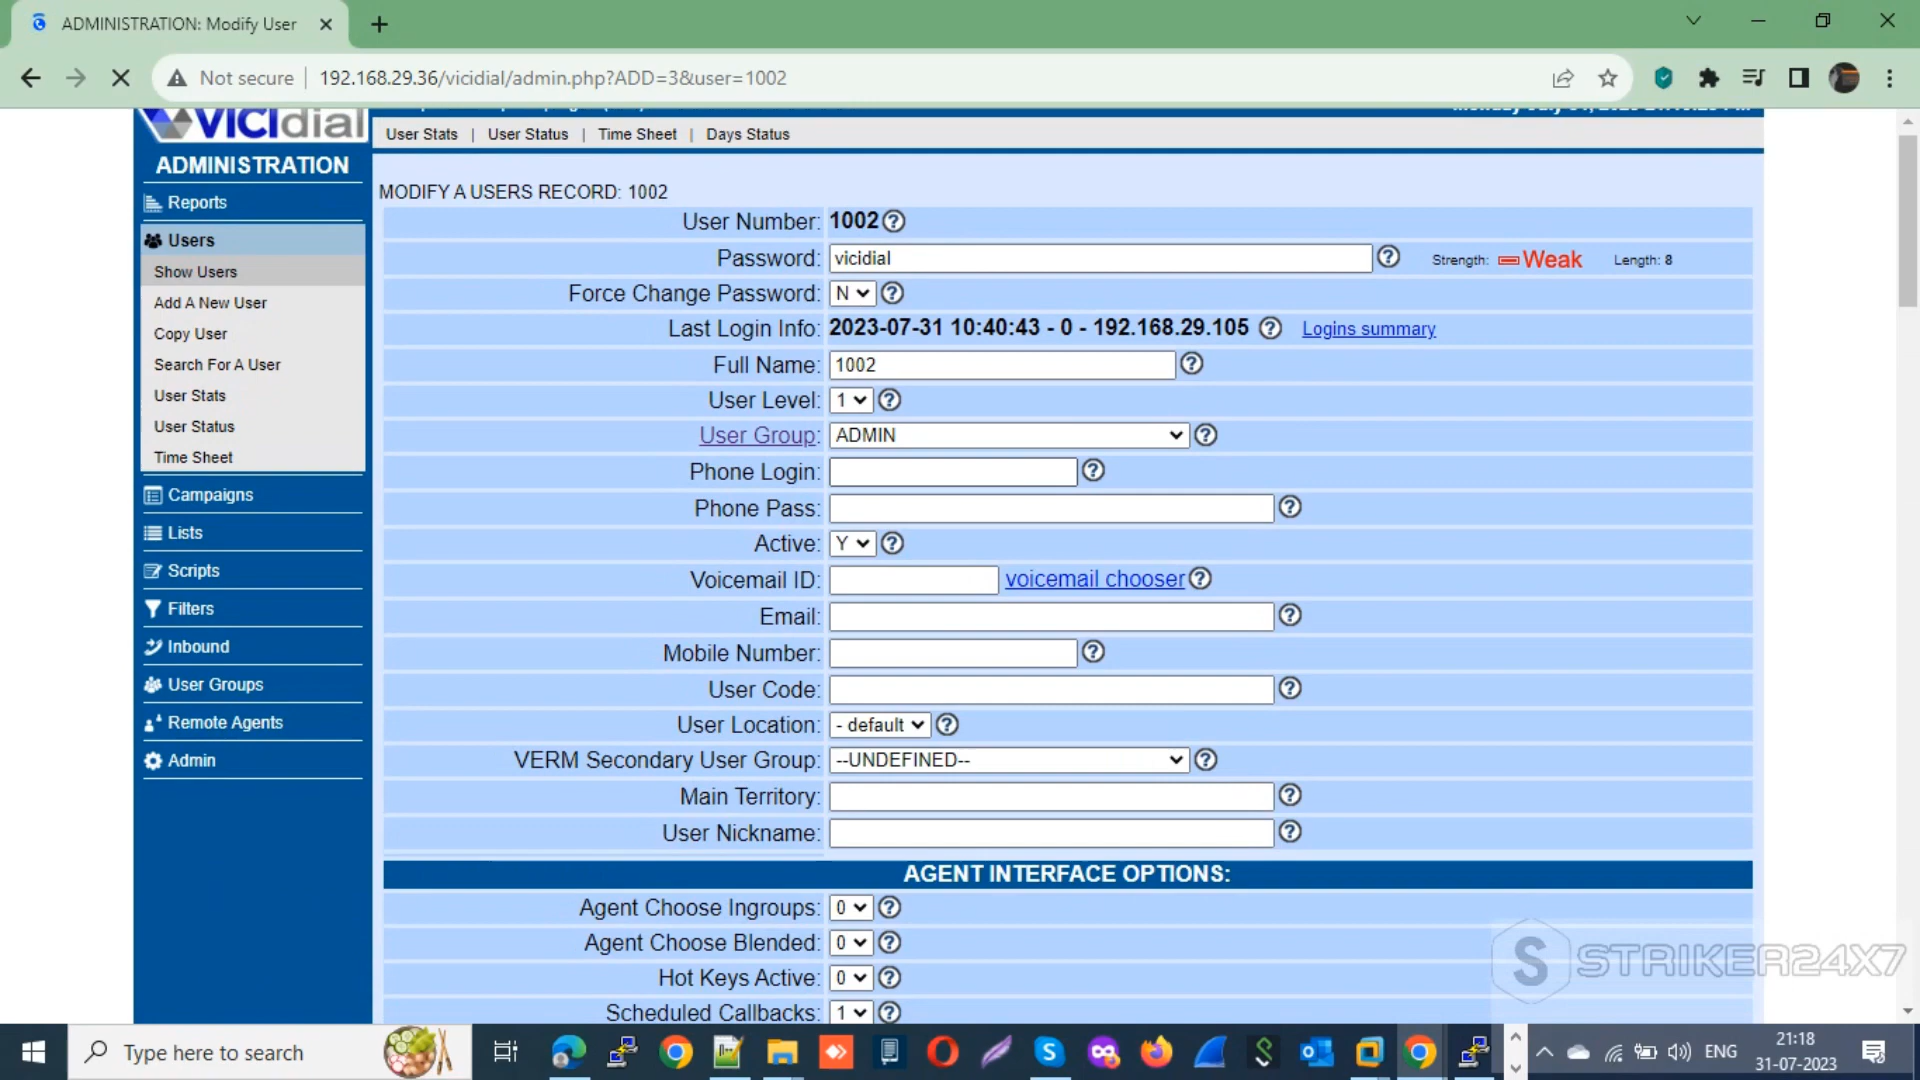 ADMINISTRATION: Modify User
Not secure 192.168.29.36/vicidial/admin.php?ADD=3&user=1002
VICIdial
User Stats | User Status | Time Sheet | Days Status
ADMINISTRATION
Reports
Users
Show Users
Add A New User
Copy User
Search For A User
User Stats
User Status
Time Sheet
Campaigns
Lists
Scripts
Filters
Inbound
User Groups
Remote Agents
Admin
MODIFY A USERS RECORD: 1002
User Number: 1002
Password: vicidial Strength: Weak Length: 8
Force Change Password: N
Last Login Info: 2023-07-31 10:40:43 - 0 - 192.168.29.105 Logins summary
Full Name: 1002
User Level: 1
User Group: ADMIN
Phone Login:
Phone Pass:
Active: Y
Voicemail ID: voicemail chooser
Email:
Mobile Number:
User Code:
User Location: - default
VERM Secondary User Group: --UNDEFINED--
Main Territory:
User Nickname:
AGENT INTERFACE OPTIONS:
Agent Choose Ingroups: 0
Agent Choose Blended: 0
Hot Keys Active: 0
Scheduled Callbacks: 1
STRIKER24X7
Type here to search
ENG
21:18
31-07-2023